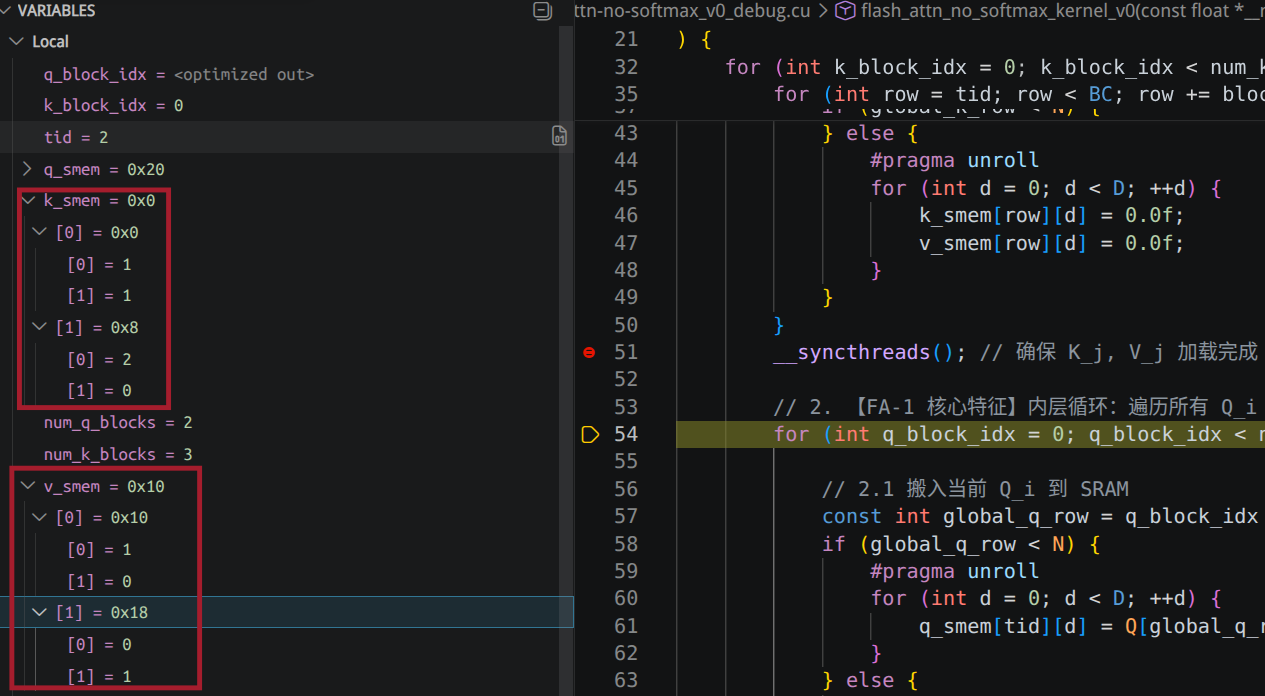 VARIABLES
Local
q_block_idx = <optimized out>
k_block_idx = 0
tid = 2
q_smem = 0x20
k_smem = 0x0
[0] = 0x0
[0] = 1
[1] = 1
[1] = 0x8
[0] = 2
[1] = 0
num_q_blocks = 2
num_k_blocks = 3
v_smem = 0x10
[0] = 0x10
[0] = 1
[1] = 0
[1] = 0x18
[0] = 0
[1] = 1
ttn-no-softmax_v0_debug.cu > flash_attn_no_softmax_kernel_v0(const float *__r
21 ) {
32 for (int k_block_idx = 0; k_block_idx < num_k
35 for (int row = tid; row < BC; row += bloc
37 if (global_k_row < N) {
43 } else {
44 #pragma unroll
45 for (int d = 0; d < D; ++d) {
46 k_smem[row][d] = 0.0f;
47 v_smem[row][d] = 0.0f;
48 }
49 }
50 }
51 __syncthreads(); // 确保 K_j, V_j 加载完成
52
53 // 2. 【FA-1 核心特征】内层循环：遍历所有 Q_i
54 for (int q_block_idx = 0; q_block_idx < n
55
56 // 2.1 搬入当前 Q_i 到 SRAM
57 const int global_q_row = q_block_idx
58 if (global_q_row < N) {
59 #pragma unroll
60 for (int d = 0; d < D; ++d) {
61 q_smem[tid][d] = Q[global_q_r
62 }
63 } else {